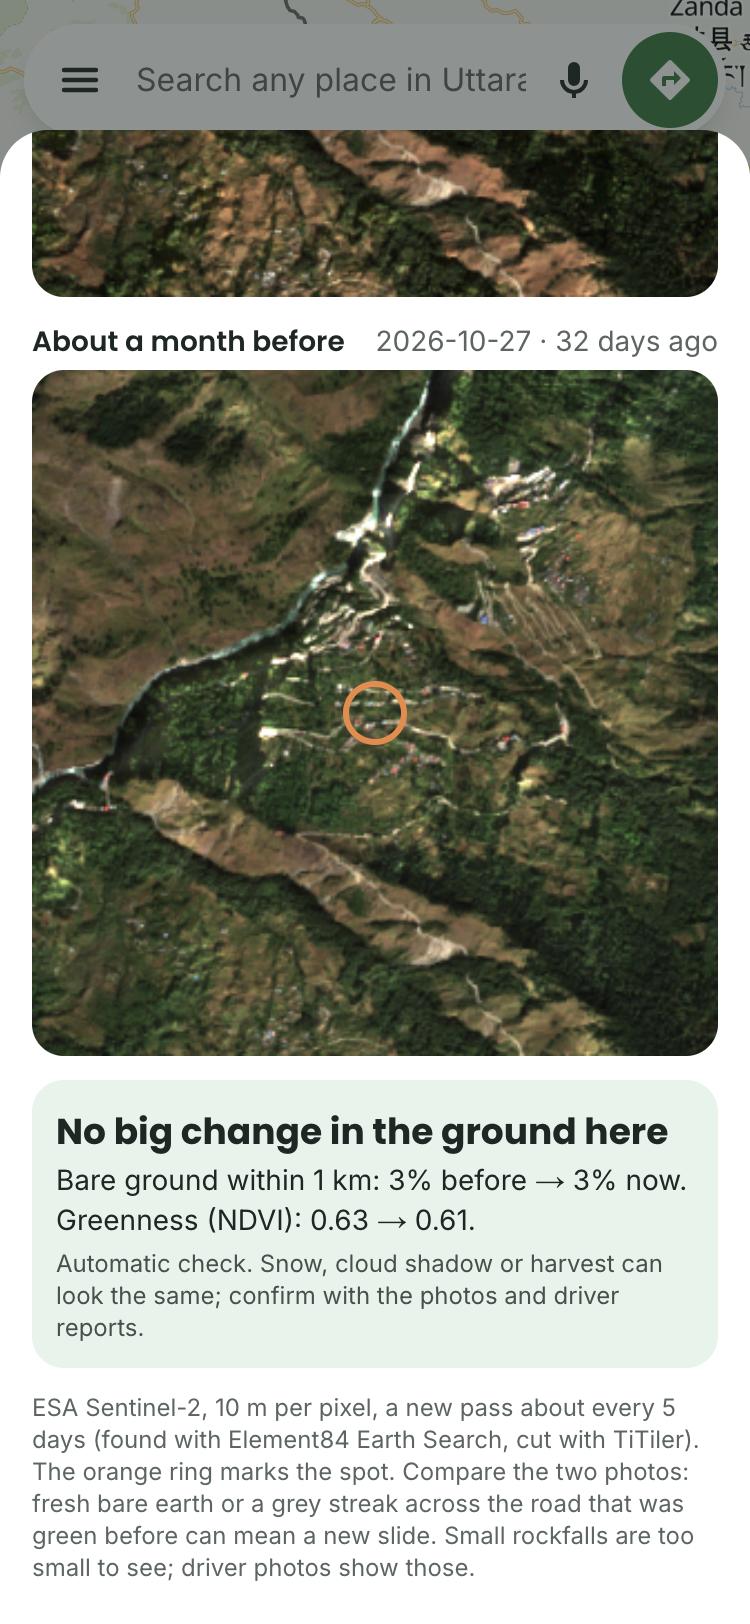 Zanda
县
Search any place in Uttara
About a month before 2026-10-27 · 32 days ago
No big change in the ground here
Bare ground within 1 km: 3% before → 3% now.
Greenness (NDVI): 0.63 → 0.61.
Automatic check. Snow, cloud shadow or harvest can
look the same; confirm with the photos and driver
reports.
ESA Sentinel-2, 10 m per pixel, a new pass about every 5
days (found with Element84 Earth Search, cut with TiTiler).
The orange ring marks the spot. Compare the two photos:
fresh bare earth or a grey streak across the road that was
green before can mean a new slide. Small rockfalls are too
small to see; driver photos show those.